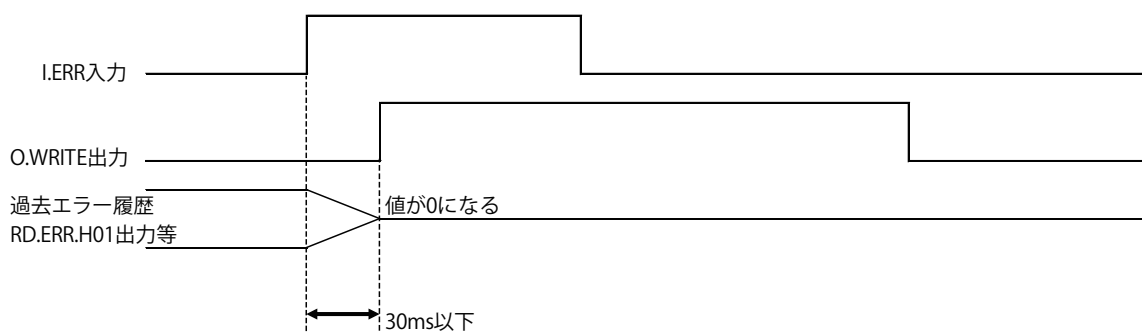 I.ERR入力
O.WRITE出力
過去エラー履歴
値が0になる
RD.ERR.H01出力等
30ms以下